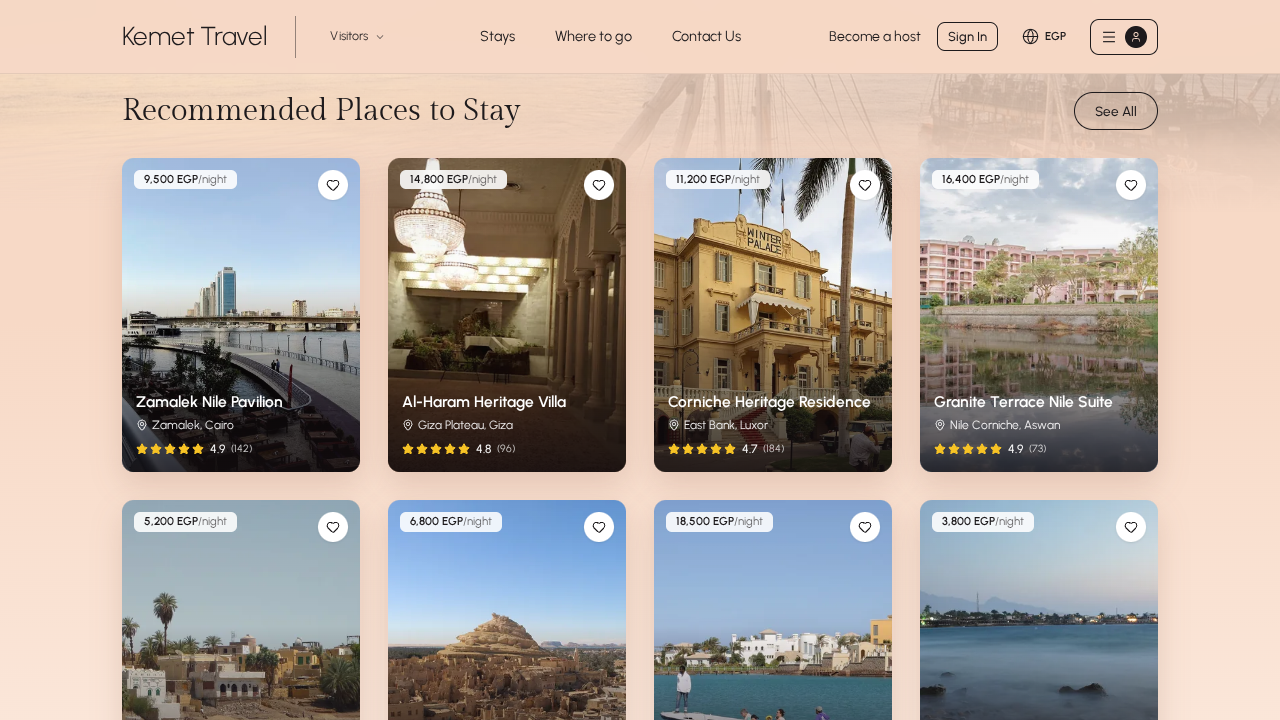 Kemet Travel
Visitors
Stays
Where to go
Contact Us
Become a host
Sign In
EGP
Recommended Places to Stay
See All
9,500 EGP/night
Zamalek Nile Pavilion
Zamalek, Cairo
4.9 (142)
14,800 EGP/night
Al-Haram Heritage Villa
Giza Plateau, Giza
4.8 (96)
11,200 EGP/night
WINTER
PALACE
Corniche Heritage Residence
East Bank, Luxor
4.7 (184)
16,400 EGP/night
Granite Terrace Nile Suite
Nile Corniche, Aswan
4.9 (73)
5,200 EGP/night
6,800 EGP/night
18,500 EGP/night
3,800 EGP/night